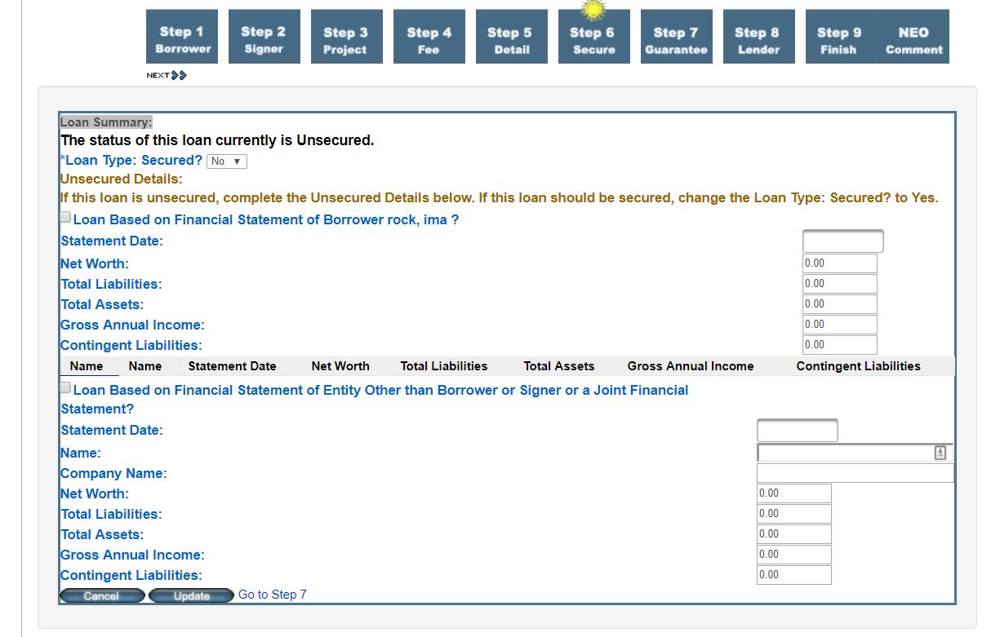 Step 1 Step 2 Step 3 Step 4 Step 5 Step 6 Step 7 Step 8 Step 9 NEO
Borrower Signer Project Fee Detail Secure Guarantee Lender Finish Comment
NEXT
Loan Summary:
The status of this loan currently is Unsecured.
*Loan Type: Secured? No ▼
Unsecured Details:
If this loan is unsecured, complete the Unsecured Details below. If this loan should be secured, change the Loan Type: Secured? to Yes.
Loan Based on Financial Statement of Borrower rock, ima ?
Statement Date:
Net Worth: 0.00
Total Liabilities: 0.00
Total Assets: 0.00
Gross Annual Income: 0.00
Contingent Liabilities: 0.00
Name Name Statement Date Net Worth Total Liabilities Total Assets Gross Annual Income Contingent Liabilities
Loan Based on Financial Statement of Entity Other than Borrower or Signer or a Joint Financial
Statement?
Statement Date:
Name:
Company Name:
Net Worth: 0.00
Total Liabilities: 0.00
Total Assets: 0.00
Gross Annual Income: 0.00
Contingent Liabilities: 0.00
Cancel Update Go to Step 7